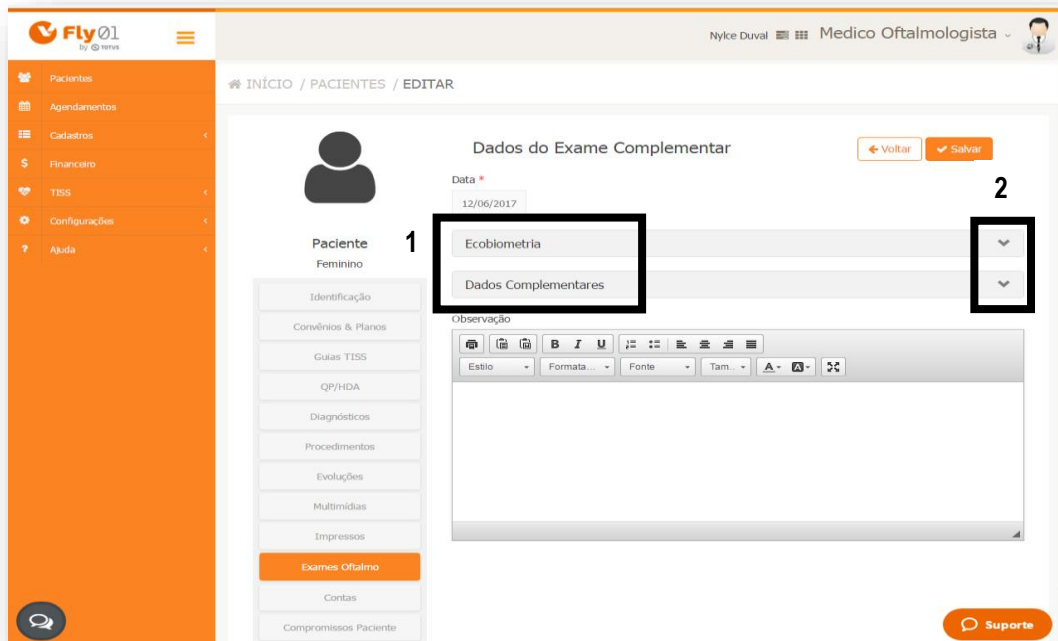 Fly01
by totvs
Nylce Duval Medico Oftalmologista
Pacientes
Agendamentos
Cadastros
Financeiro
TISS
Configurações
Ajuda
INÍCIO / PACIENTES / EDITAR
Paciente
Feminino
Identificação
Convênios & Planos
Guias TISS
QP/HDA
Diagnósticos
Procedimentos
Evoluções
Multimídias
Impressos
Exames Oftalmo
Contas
Compromissos Paciente
Dados do Exame Complementar
Voltar Salvar
Data *
12/06/2017
2
1
Ecobiometria
Dados Complementares
Observação
B I U
Estilo Formata... Fonte Tam... A A
Suporte